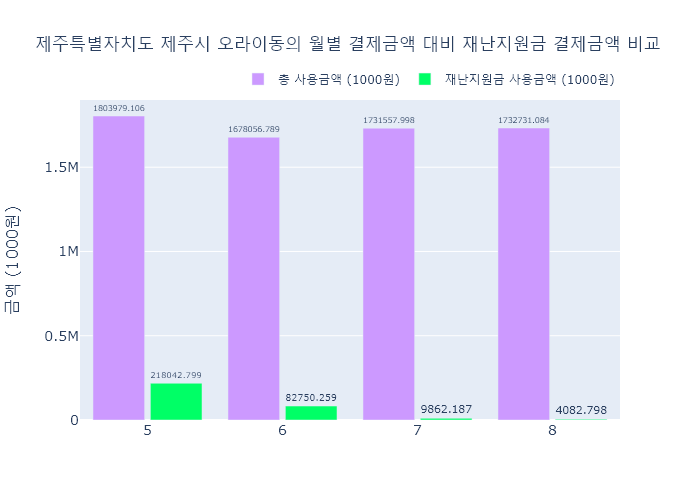 제주특별자치도 제주시 오라이동의 월별 결제금액 대비 재난지원금 결제금액 비교
총 사용금액 (1000원)
재난지원금 사용금액 (1000원)
1803979.106
1678056.789
1731557.998
1732731.084
1.5M
1M
0.5M
0
금액 (1000원)
218042.799
82750.259
9862.187
4082.798
5
6
7
8